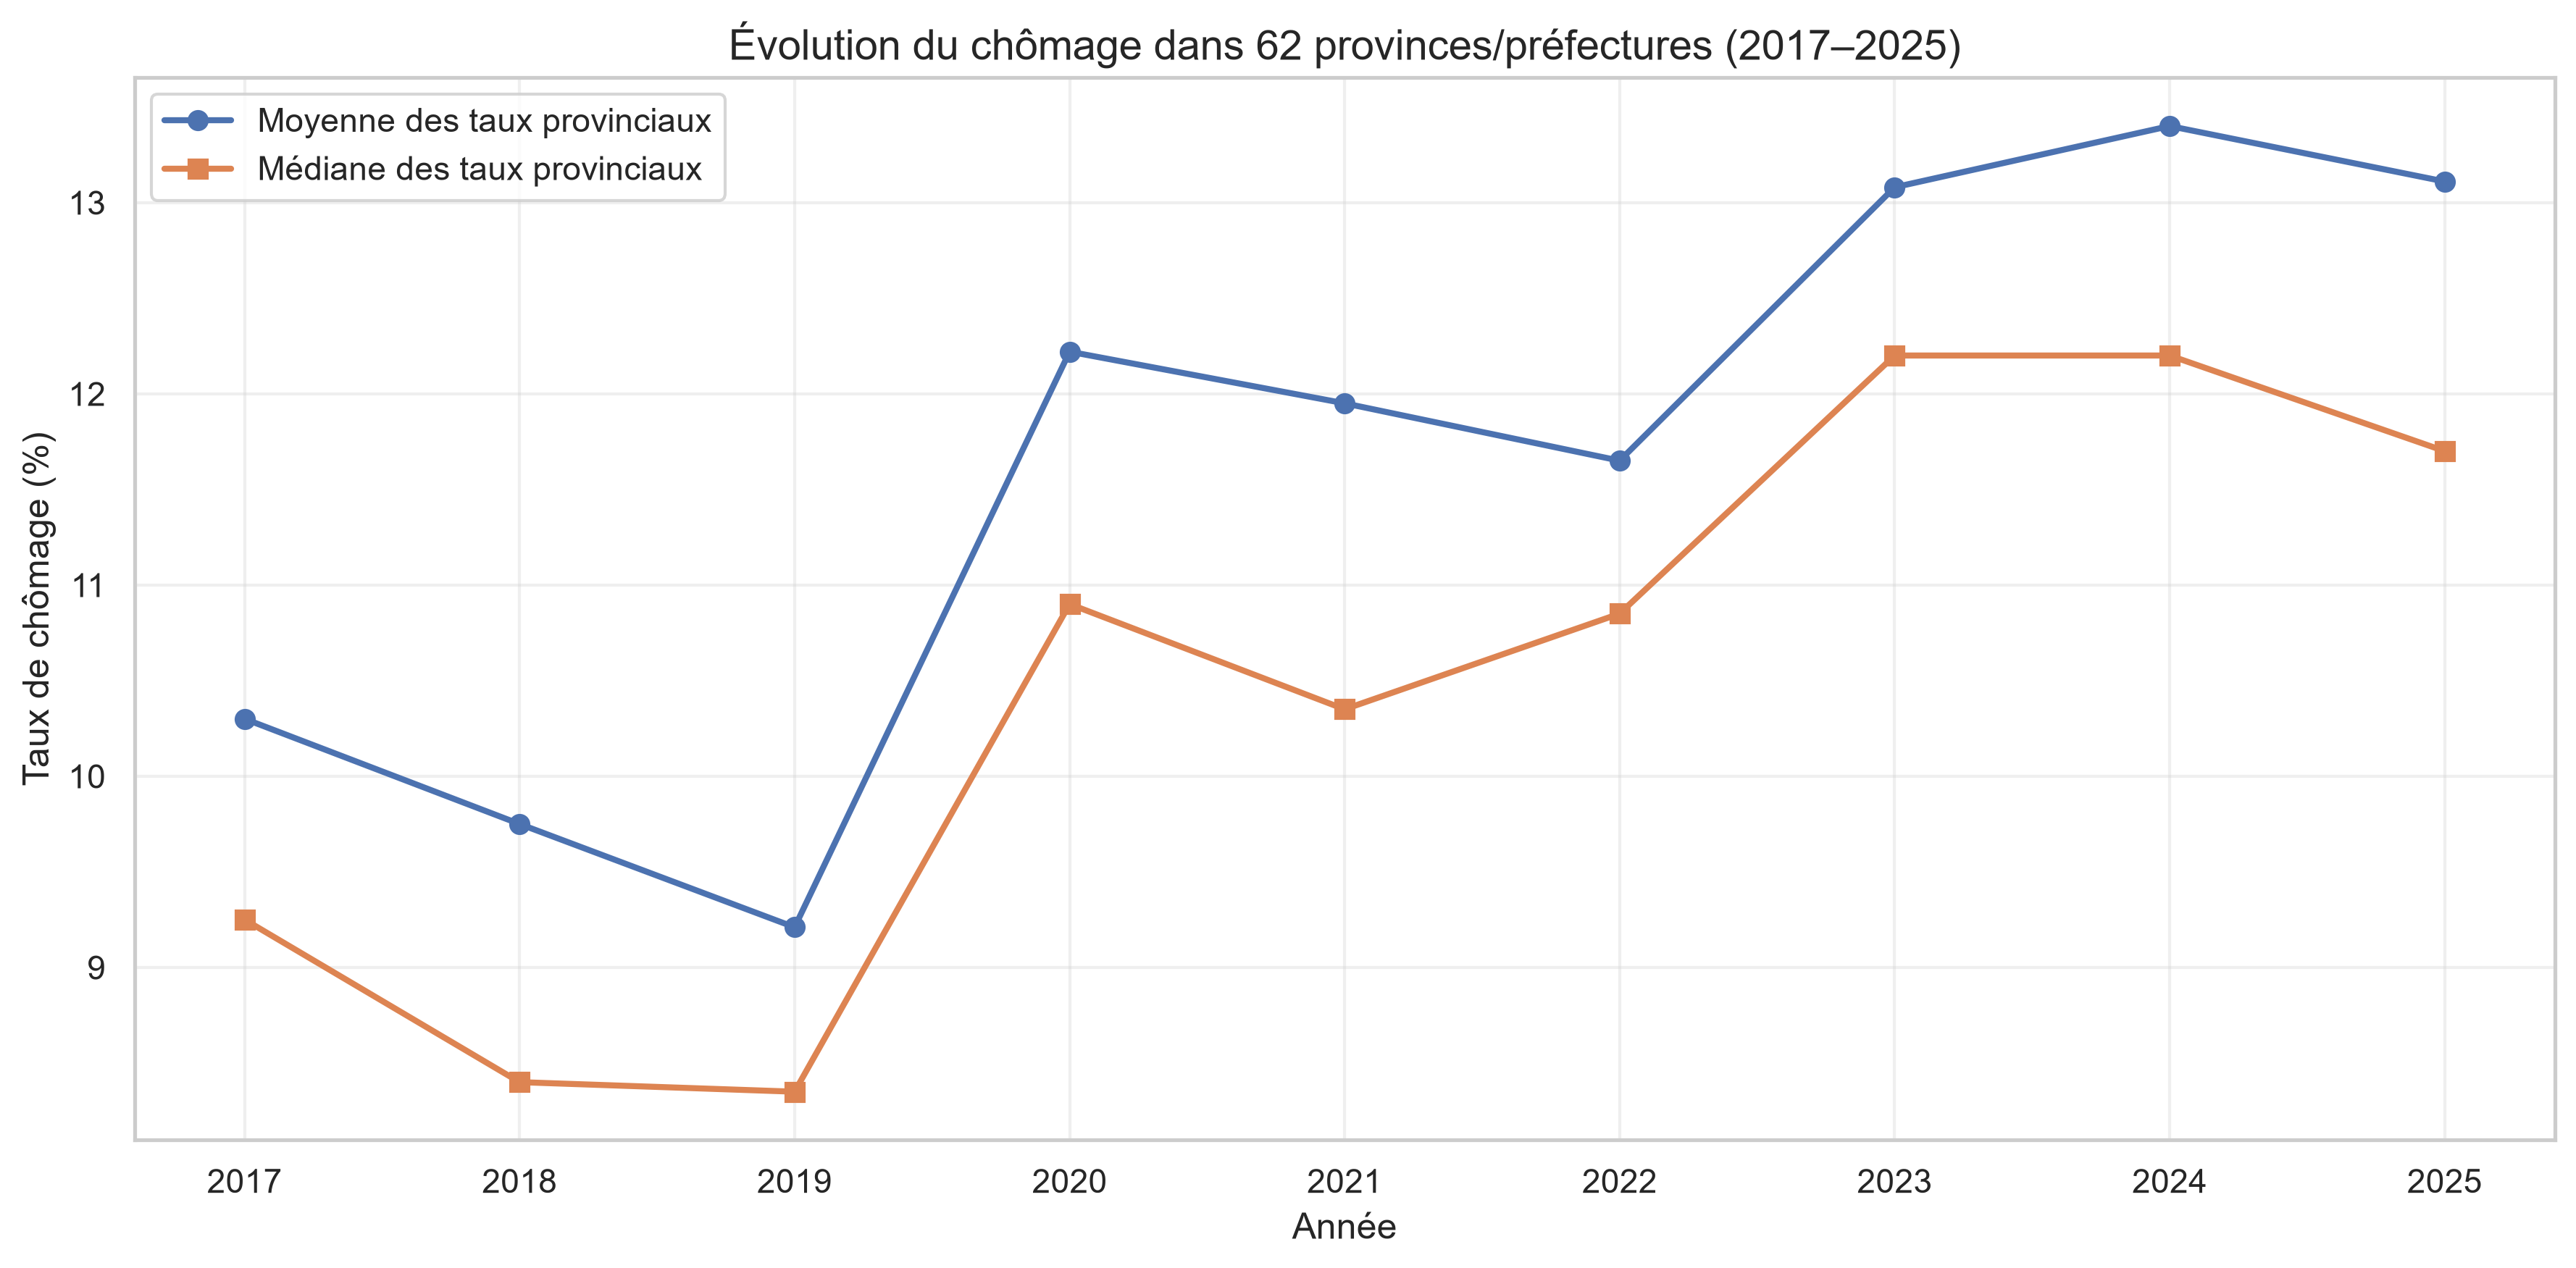 Évolution du chômage dans 62 provinces/préfectures (2017–2025)
Moyenne des taux provinciaux
Médiane des taux provinciaux
Taux de chômage (%)
13
12
11
10
9
2017 2018 2019 2020 2021 2022 2023 2024 2025
Année